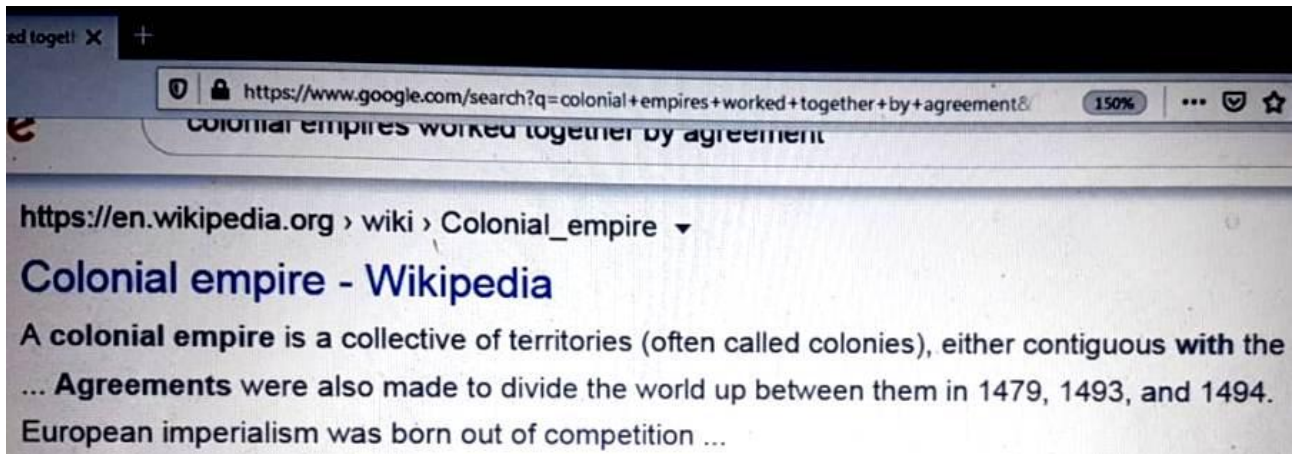 ed togetl
https://www.google.com/search?q=colonial+empires+worked+together+by+agreement&
150%
colonial empires worked together by agreement
https://en.wikipedia.org › wiki › Colonial_empire
Colonial empire - Wikipedia
A colonial empire is a collective of territories (often called colonies), either contiguous with the
... Agreements were also made to divide the world up between them in 1479, 1493, and 1494.
European imperialism was born out of competition ...